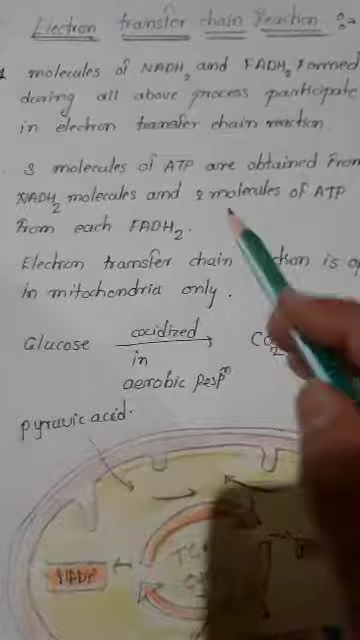 Electron transfer chain Reaction :-
molecules of NADH2 and FADH2 formed
during all above process participate
in electron transfer chain reaction.
3 molecules of ATP are obtained from
NADH2 molecules and 2 molecules of ATP
from each FADH2.
Electron transfer chain is
in mitochondria only.
Glucose oxidized in aerobic respn CO2
pyruvic acid.